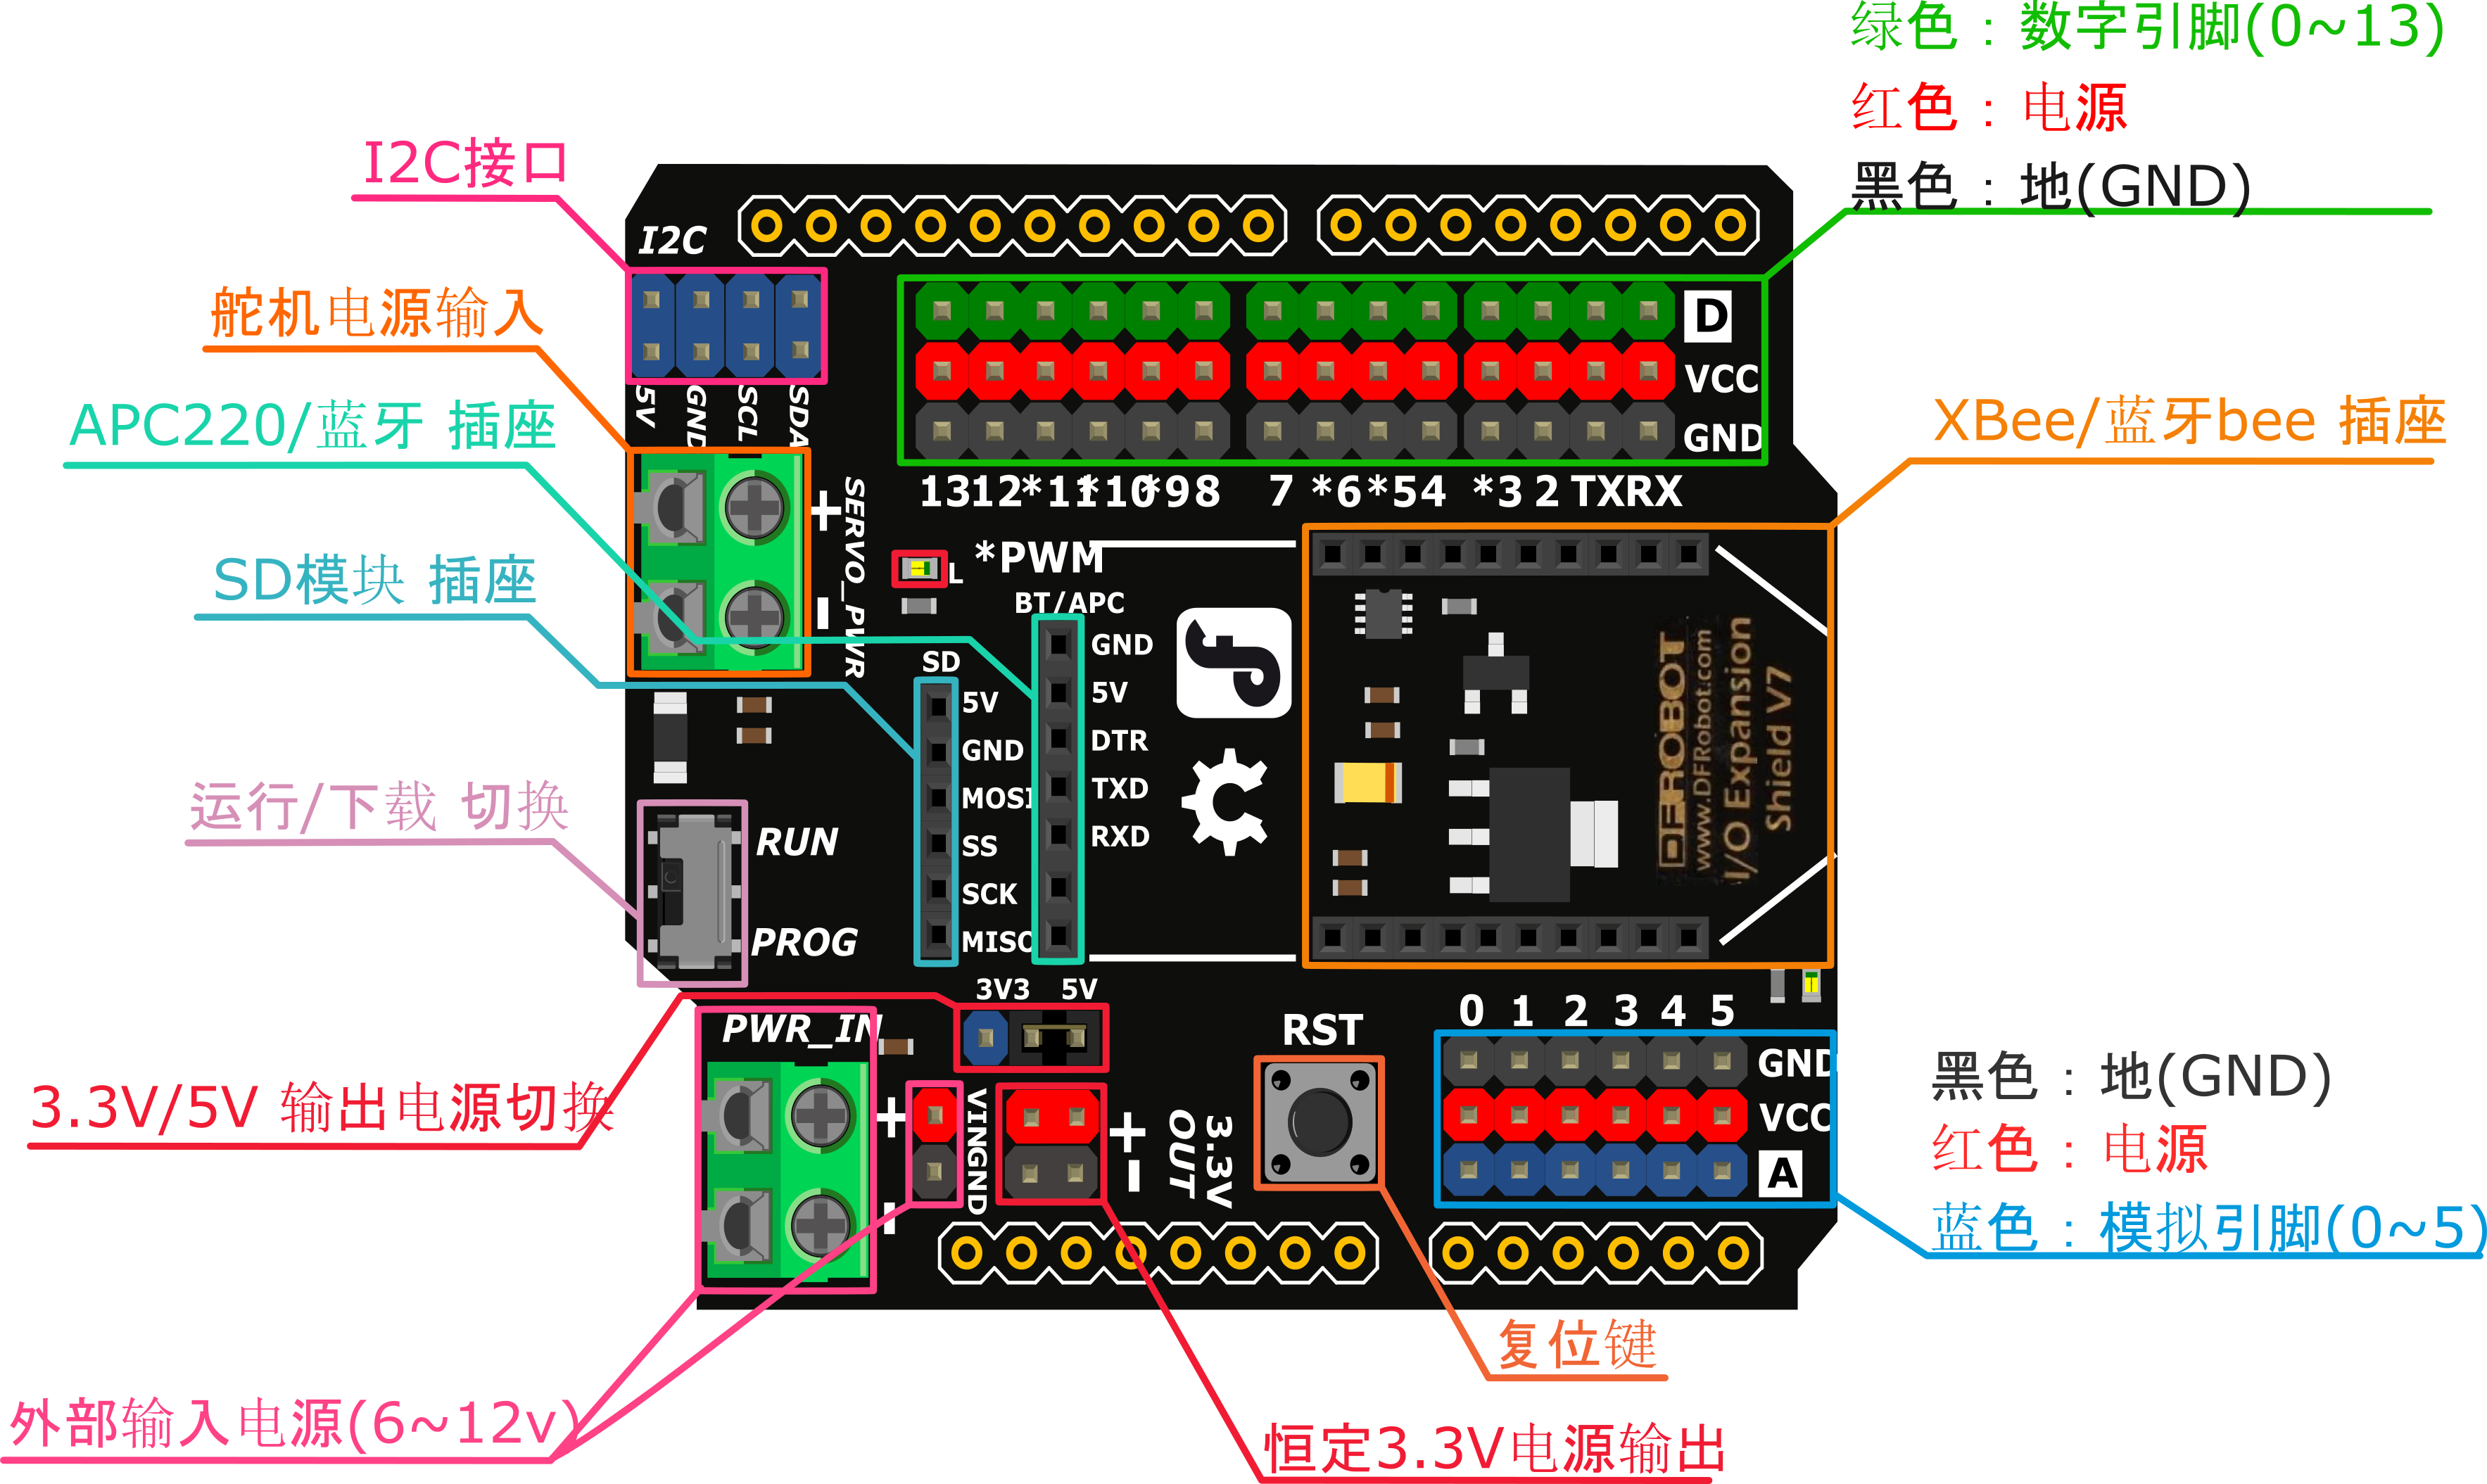 绿色：数字引脚(0~13)
红色：电源
黑色：地(GND)
I2C接口
舵机电源输入
APC220/蓝牙 插座
SD模块 插座
运行/下载 切换
3.3V/5V 输出电源切换
外部输入电源(6~12v)
XBee/蓝牙bee 插座
黑色：地(GND)
红色：电源
蓝色：模拟引脚(0~5)
复位键
恒定3.3V电源输出
I2C
5V GND SCL SDA
D
VCC
GND
13 12 *11 *10 *9 8 7 *6 *5 4 *3 2 TX RX
SERVO_PWR
+
-
L
*PWM
BT/APC
GND
5V
DTR
TXD
RXD
SD
5V
GND
MOSI
SS
SCK
MISO
RUN
PROG
DFROBOT
www.DFRobot.com
I/O Expansion
Shield V7
3V3 5V
PWR_IN
+
-
VIN GND
+
-
3.3V
OUT
RST
0 1 2 3 4 5
GND
VCC
A